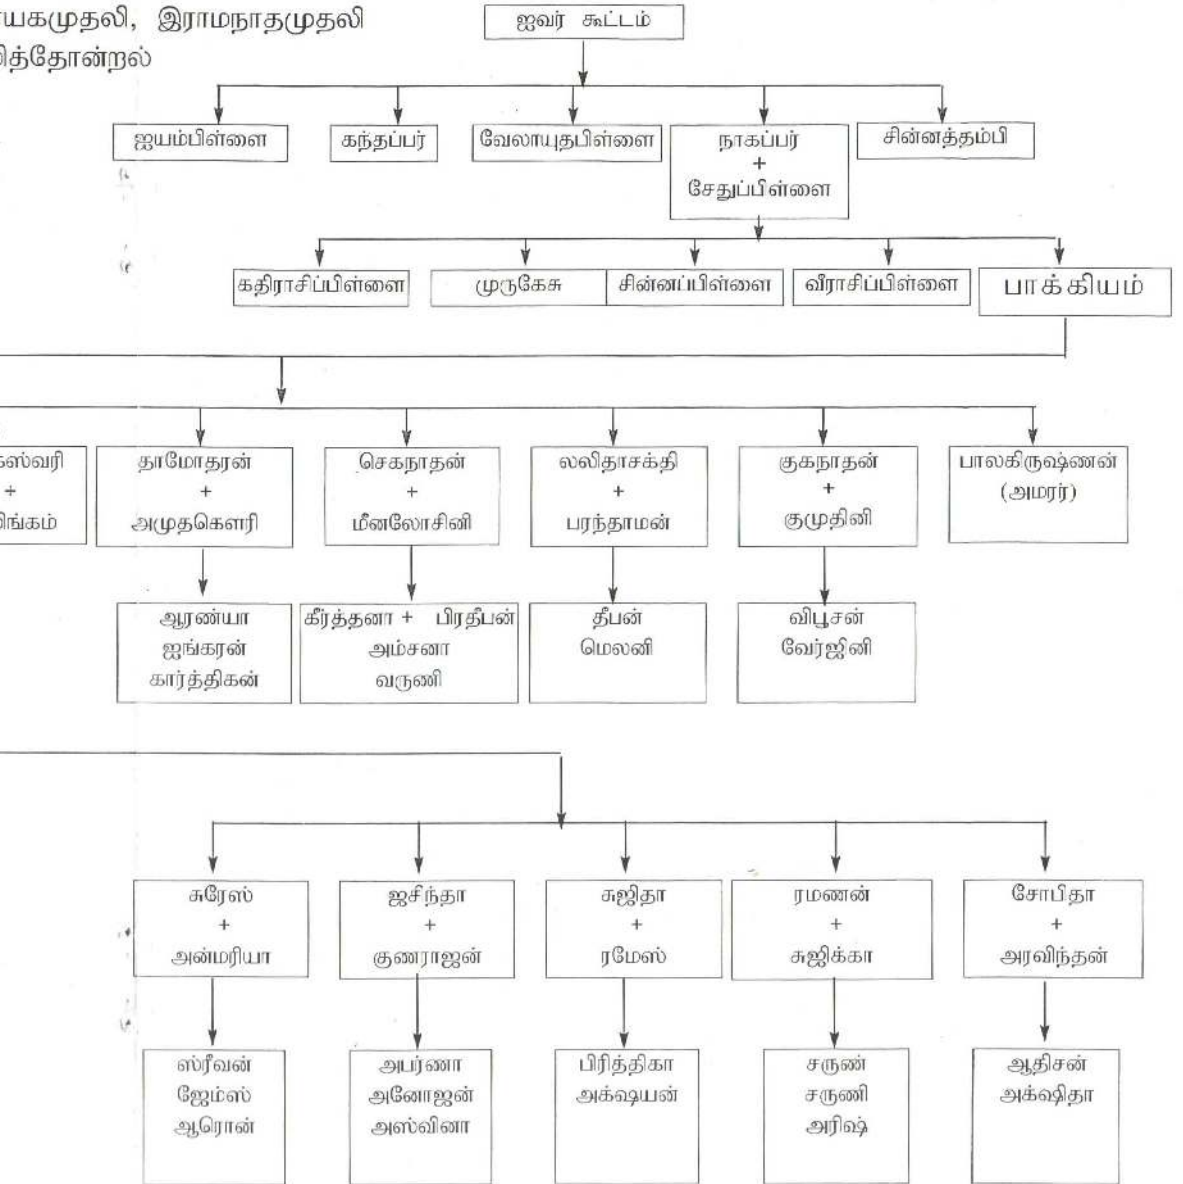 யகமுதலி, இராமநாதமுதலி
ஐவர் கூட்டம்
ித்தோன்றல்
ஐயம்பிள்ளை
கந்தப்பர்
வேலாயுதபிள்ளை
நாகப்பர்
+
சேதுப்பிள்ளை
சின்னத்தம்பி
கதிராசிப்பிள்ளை
முருகேசு
சின்னப்பிள்ளை
வீராசிப்பிள்ளை
பாக்கியம்
கஸ்வரி
+
ிங்கம்
தாமோதரன்
+
அமுதகௌரி
செகநாதன்
+
மீனலோசினி
லலிதாசக்தி
+
பரந்தாமன்
குகநாதன்
+
குமுதினி
பாலகிருஷ்ணன்
(அமரர்)
ஆரண்யா
ஐங்கரன்
கார்த்திகன்
கீர்த்தனா + பிரதீபன்
அம்சனா
வருணி
தீபன்
மெலனி
விபூசன்
வேர்ஜினி
சுரேஸ்
+
அன்மரியா
ஜசிந்தா
+
குணராஜன்
சுஜிதா
+
ரமேஸ்
ரமணன்
+
சுஜிக்கா
சோபிதா
+
அரவிந்தன்
ஸ்ரீவன்
ஜேம்ஸ்
ஆரொன்
அபர்ணா
அனோஜன்
அஸ்வினா
பிரித்திகா
அக்ஷயன்
சருண்
சருணி
அரிஷ்
ஆதிசன்
அக்ஷிதா